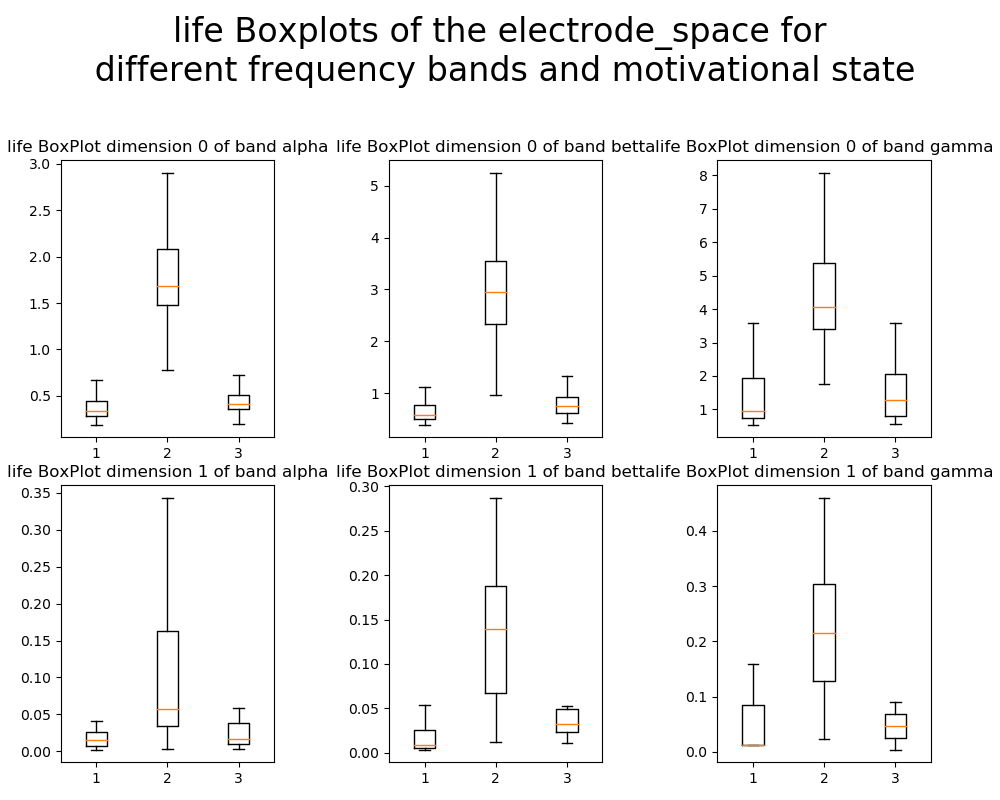 life Boxplots of the electrode_space for
different frequency bands and motivational state
life BoxPlot dimension 0 of band alpha
3.0
2.5
2.0
1.5
1.0
0.5
1 2 3
life BoxPlot dimension 0 of band betta
5
4
3
2
1
1 2 3
life BoxPlot dimension 0 of band gamma
8
7
6
5
4
3
2
1
1 2 3
life BoxPlot dimension 1 of band alpha
0.35
0.30
0.25
0.20
0.15
0.10
0.05
0.00
1 2 3
life BoxPlot dimension 1 of band betta
0.30
0.25
0.20
0.15
0.10
0.05
0.00
1 2 3
life BoxPlot dimension 1 of band gamma
0.4
0.3
0.2
0.1
0.0
1 2 3